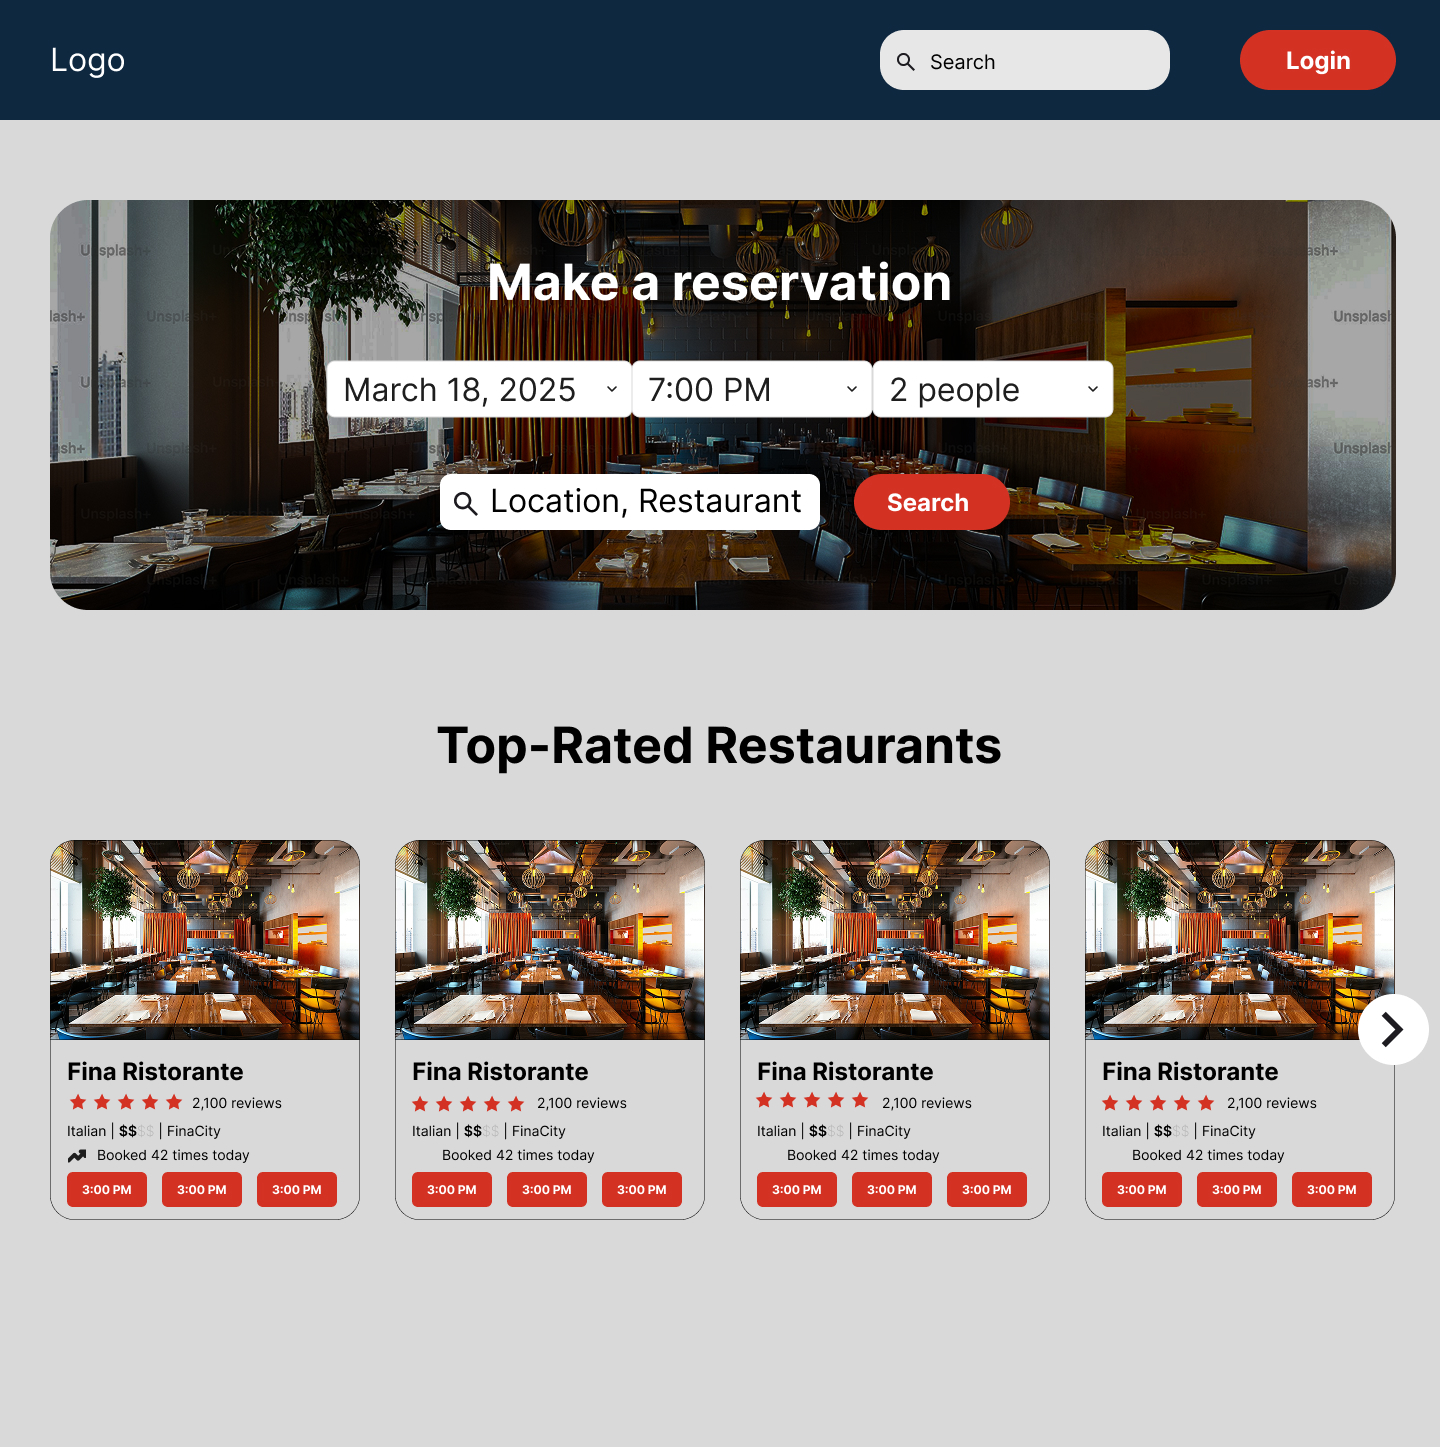 Logo
Search
Login
Unsplash+
Make a reservation
March 18, 2025
7:00 PM
2 people
Location, Restaurant
Search
Top-Rated Restaurants
Fina Ristorante
2,100 reviews
Italian | $$$$ | FinaCity
Booked 42 times today
3:00 PM 3:00 PM 3:00 PM
Fina Ristorante
2,100 reviews
Italian | $$$$ | FinaCity
Booked 42 times today
3:00 PM 3:00 PM 3:00 PM
Fina Ristorante
2,100 reviews
Italian | $$$$ | FinaCity
Booked 42 times today
3:00 PM 3:00 PM 3:00 PM
Fina Ristorante
2,100 reviews
Italian | $$$$ | FinaCity
Booked 42 times today
3:00 PM 3:00 PM 3:00 PM